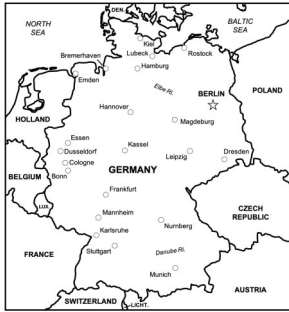 NORTH
SEA
DEN.
BALTIC
SEA
Kiel
Rostock
Lubeck
Bremerhaven
Hamburg
Emden
Elbe Ri.
BERLIN
POLAND
HOLLAND
Hannover
Magdeburg
Essen
Dusseldorf
Kassel
Leipzig
Dresden
Cologne
BELGIUM
Bonn
GERMANY
LUX.
Frankfurt
CZECH
REPUBLIC
Mannheim
Nurnberg
Karlsruhe
Stuttgart
Danube Ri.
FRANCE
Munich
AUSTRIA
SWITZERLAND
LICHT.